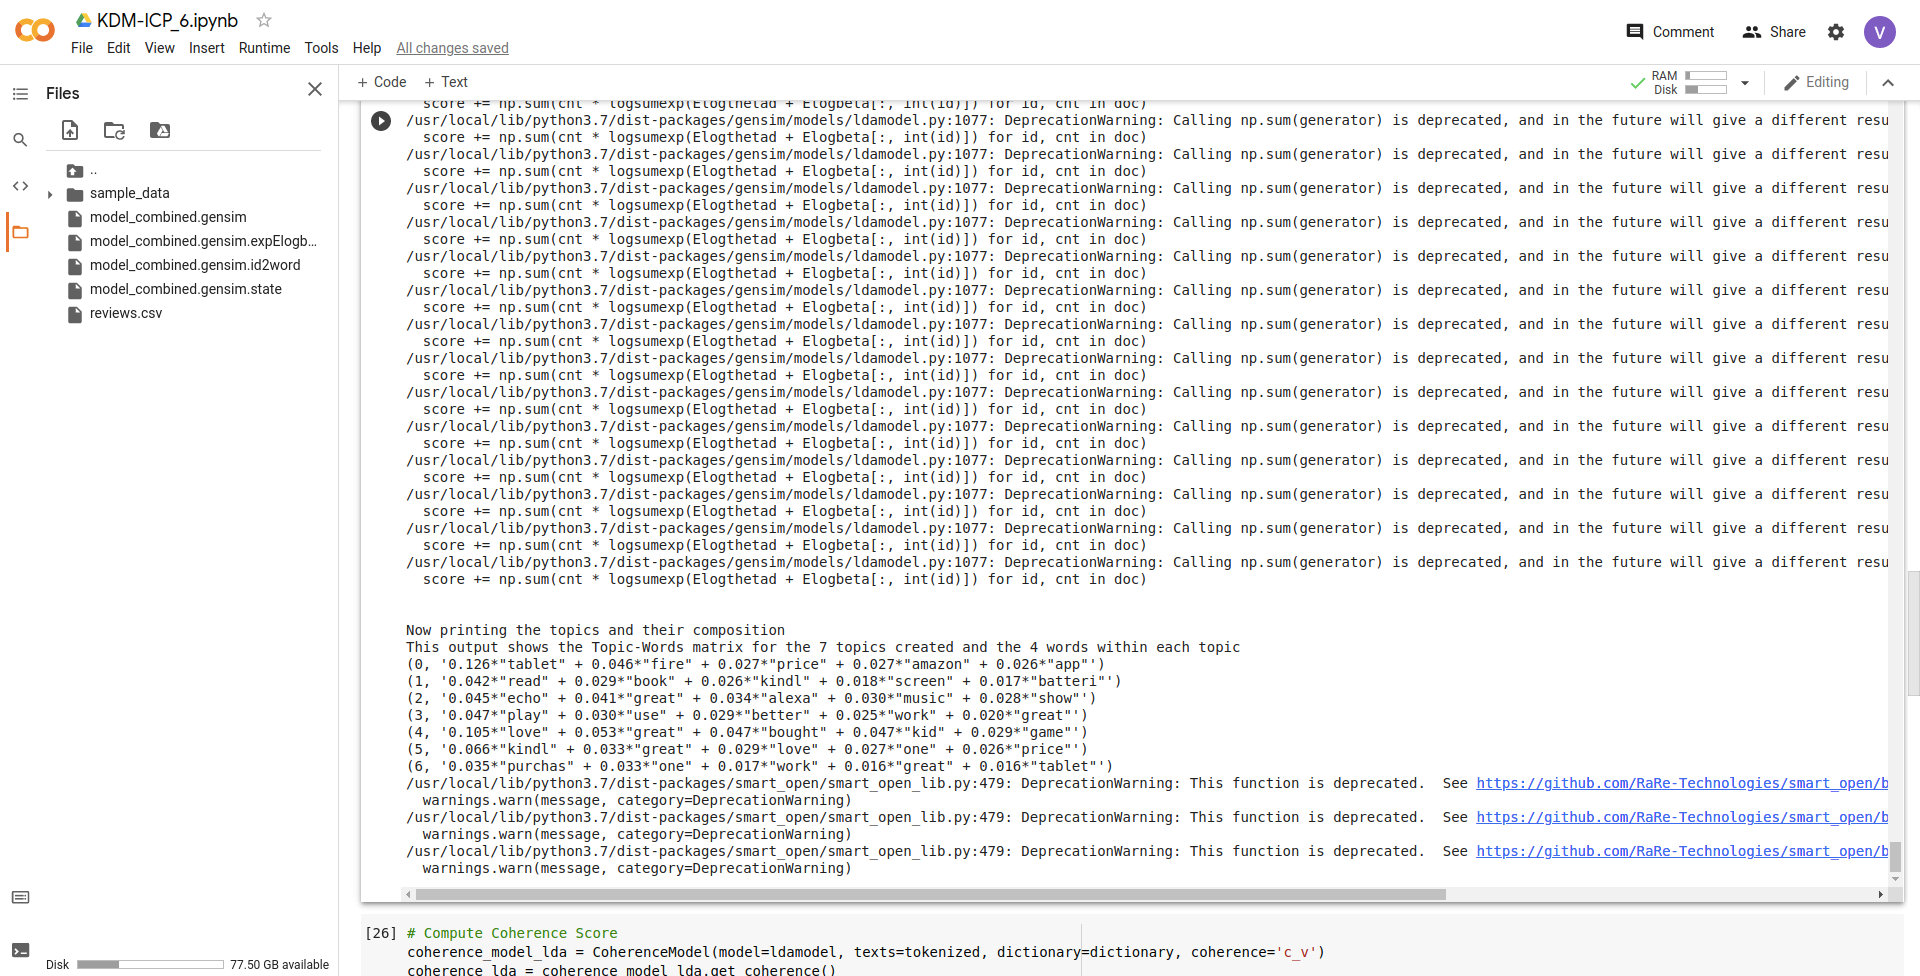 KDM-ICP_6.ipynb
File Edit View Insert Runtime Tools Help All changes saved
Comment Share V
Files
+ Code + Text
RAM
Disk
Editing
..
sample_data
model_combined.gensim
model_combined.gensim.expElogb...
model_combined.gensim.id2word
model_combined.gensim.state
reviews.csv
score += np.sum(cnt * logsumexp(Elogthetad + Elogbeta[:, int(id)]) for id, cnt in doc)
/usr/local/lib/python3.7/dist-packages/gensim/models/ldamodel.py:1077: DeprecationWarning: Calling np.sum(generator) is deprecated, and in the future will give a different resu
score += np.sum(cnt * logsumexp(Elogthetad + Elogbeta[:, int(id)]) for id, cnt in doc)
/usr/local/lib/python3.7/dist-packages/gensim/models/ldamodel.py:1077: DeprecationWarning: Calling np.sum(generator) is deprecated, and in the future will give a different resu
score += np.sum(cnt * logsumexp(Elogthetad + Elogbeta[:, int(id)]) for id, cnt in doc)
/usr/local/lib/python3.7/dist-packages/gensim/models/ldamodel.py:1077: DeprecationWarning: Calling np.sum(generator) is deprecated, and in the future will give a different resu
score += np.sum(cnt * logsumexp(Elogthetad + Elogbeta[:, int(id)]) for id, cnt in doc)
/usr/local/lib/python3.7/dist-packages/gensim/models/ldamodel.py:1077: DeprecationWarning: Calling np.sum(generator) is deprecated, and in the future will give a different resu
score += np.sum(cnt * logsumexp(Elogthetad + Elogbeta[:, int(id)]) for id, cnt in doc)
/usr/local/lib/python3.7/dist-packages/gensim/models/ldamodel.py:1077: DeprecationWarning: Calling np.sum(generator) is deprecated, and in the future will give a different resu
score += np.sum(cnt * logsumexp(Elogthetad + Elogbeta[:, int(id)]) for id, cnt in doc)
/usr/local/lib/python3.7/dist-packages/gensim/models/ldamodel.py:1077: DeprecationWarning: Calling np.sum(generator) is deprecated, and in the future will give a different resu
score += np.sum(cnt * logsumexp(Elogthetad + Elogbeta[:, int(id)]) for id, cnt in doc)
/usr/local/lib/python3.7/dist-packages/gensim/models/ldamodel.py:1077: DeprecationWarning: Calling np.sum(generator) is deprecated, and in the future will give a different resu
score += np.sum(cnt * logsumexp(Elogthetad + Elogbeta[:, int(id)]) for id, cnt in doc)
/usr/local/lib/python3.7/dist-packages/gensim/models/ldamodel.py:1077: DeprecationWarning: Calling np.sum(generator) is deprecated, and in the future will give a different resu
score += np.sum(cnt * logsumexp(Elogthetad + Elogbeta[:, int(id)]) for id, cnt in doc)
/usr/local/lib/python3.7/dist-packages/gensim/models/ldamodel.py:1077: DeprecationWarning: Calling np.sum(generator) is deprecated, and in the future will give a different resu
score += np.sum(cnt * logsumexp(Elogthetad + Elogbeta[:, int(id)]) for id, cnt in doc)
/usr/local/lib/python3.7/dist-packages/gensim/models/ldamodel.py:1077: DeprecationWarning: Calling np.sum(generator) is deprecated, and in the future will give a different resu
score += np.sum(cnt * logsumexp(Elogthetad + Elogbeta[:, int(id)]) for id, cnt in doc)
/usr/local/lib/python3.7/dist-packages/gensim/models/ldamodel.py:1077: DeprecationWarning: Calling np.sum(generator) is deprecated, and in the future will give a different resu
score += np.sum(cnt * logsumexp(Elogthetad + Elogbeta[:, int(id)]) for id, cnt in doc)
/usr/local/lib/python3.7/dist-packages/gensim/models/ldamodel.py:1077: DeprecationWarning: Calling np.sum(generator) is deprecated, and in the future will give a different resu
score += np.sum(cnt * logsumexp(Elogthetad + Elogbeta[:, int(id)]) for id, cnt in doc)
/usr/local/lib/python3.7/dist-packages/gensim/models/ldamodel.py:1077: DeprecationWarning: Calling np.sum(generator) is deprecated, and in the future will give a different resu
score += np.sum(cnt * logsumexp(Elogthetad + Elogbeta[:, int(id)]) for id, cnt in doc)
/usr/local/lib/python3.7/dist-packages/gensim/models/ldamodel.py:1077: DeprecationWarning: Calling np.sum(generator) is deprecated, and in the future will give a different resu
score += np.sum(cnt * logsumexp(Elogthetad + Elogbeta[:, int(id)]) for id, cnt in doc)
Now printing the topics and their composition
This output shows the Topic-Words matrix for the 7 topics created and the 4 words within each topic
(0, '0.126*"tablet" + 0.046*"fire" + 0.027*"price" + 0.027*"amazon" + 0.026*"app"')
(1, '0.042*"read" + 0.029*"book" + 0.026*"kindl" + 0.018*"screen" + 0.017*"batteri"')
(2, '0.045*"echo" + 0.041*"great" + 0.034*"alexa" + 0.030*"music" + 0.028*"show"')
(3, '0.047*"play" + 0.030*"use" + 0.029*"better" + 0.025*"work" + 0.020*"great"')
(4, '0.105*"love" + 0.053*"great" + 0.047*"bought" + 0.047*"kid" + 0.029*"game"')
(5, '0.066*"kindl" + 0.033*"great" + 0.029*"love" + 0.027*"one" + 0.026*"price"')
(6, '0.035*"purchas" + 0.033*"one" + 0.017*"work" + 0.016*"great" + 0.016*"tablet"')
/usr/local/lib/python3.7/dist-packages/smart_open/smart_open_lib.py:479: DeprecationWarning: This function is deprecated.  See https://github.com/RaRe-Technologies/smart_open/b
warnings.warn(message, category=DeprecationWarning)
/usr/local/lib/python3.7/dist-packages/smart_open/smart_open_lib.py:479: DeprecationWarning: This function is deprecated.  See https://github.com/RaRe-Technologies/smart_open/b
warnings.warn(message, category=DeprecationWarning)
/usr/local/lib/python3.7/dist-packages/smart_open/smart_open_lib.py:479: DeprecationWarning: This function is deprecated.  See https://github.com/RaRe-Technologies/smart_open/b
warnings.warn(message, category=DeprecationWarning)
[26] # Compute Coherence Score
coherence_model_lda = CoherenceModel(model=ldamodel, texts=tokenized, dictionary=dictionary, coherence='c_v')
coherence_lda = coherence_model_lda.get_coherence()
Disk 77.50 GB available